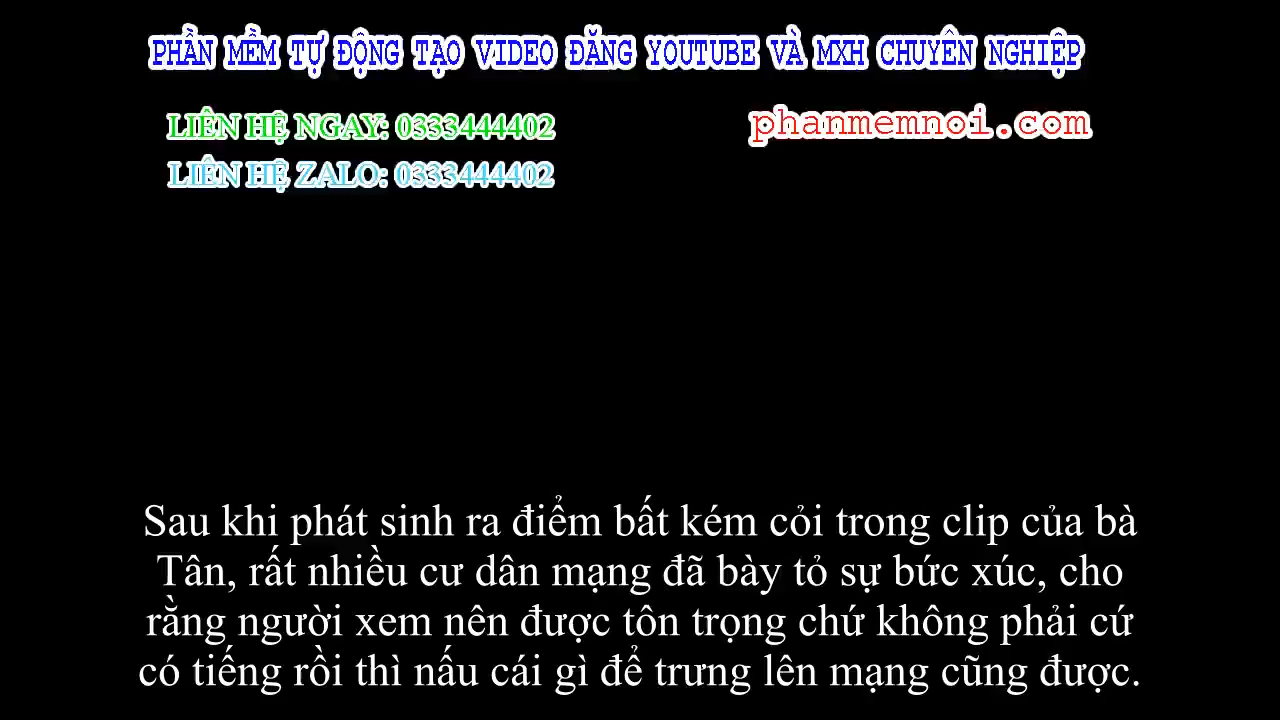 PHẦN MỀM TỰ ĐỘNG TẠO VIDEO ĐĂNG YOUTUBE VÀ MXH CHUYÊN NGHIỆP
LIÊN HỆ NGAY: 0333444402
phanmemnoi.com
LIÊN HỆ ZALO: 0333444402
Sau khi phát sinh ra điểm bất kém cỏi trong clip của bà
Tân, rất nhiều cư dân mạng đã bày tỏ sự bức xúc, cho
rằng người xem nên được tôn trọng chứ không phải cứ
có tiếng rồi thì nấu cái gì để trưng lên mạng cũng được.